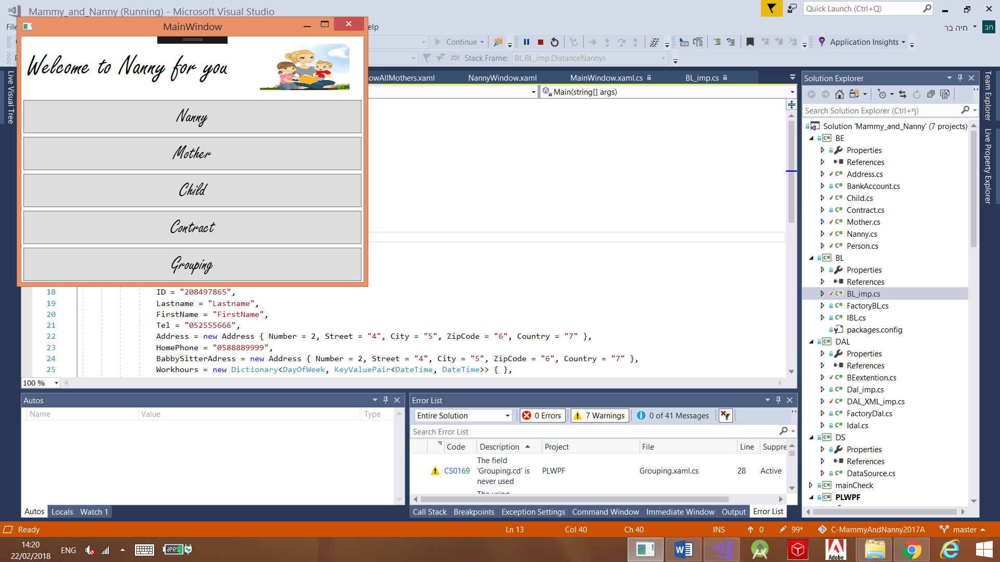 Mammy_and_Nanny (Running) - Microsoft Visual Studio
Quick Launch (Ctrl+Q)
MainWindow
חיה בר
חב
Continue
Application Insights
Stack Frame:
BL.BL_imp.DistanceNannys
Welcome to Nanny for you
Nanny
Mother
Child
Contract
Grouping
Live Visual Tree
owAllMothers.xaml
NannyWindow.xaml
MainWindow.xaml.cs
BL_imp.cs
Main(string[] args)
18 ID = "208497865",
19 Lastname = "Lastname",
20 FirstName = "FirstName",
21 Tel = "052555666",
22 Address = new Address { Number = 2, Street = "4", City = "5", ZipCode = "6", Country = "7" },
23 HomePhone = "0588889999",
24 BabbySitterAdress = new Address { Number = 2, Street = "4", City = "5", ZipCode = "6", Country = "7" },
25 Workhours = new Dictionary<DayOfWeek, KeyValuePair<DateTime, DateTime>> { },
100 %
Solution Explorer
Search Solution Explorer (Ctrl+ף)
Solution 'Mammy_and_Nanny' (7 projects)
C# BE
Properties
References
C# Address.cs
C# BankAccount.cs
C# Child.cs
C# Contract.cs
C# Mother.cs
C# Nanny.cs
C# Person.cs
C# BL
Properties
References
C# BL_imp.cs
C# FactoryBL.cs
C# IBL.cs
packages.config
C# DAL
Properties
References
C# BEextention.cs
C# Dal_imp.cs
C# DAL_XML_imp.cs
C# FactoryDal.cs
C# Idal.cs
C# DS
Properties
References
C# DataSource.cs
C# mainCheck
C# PLWPF
Team Explorer
Live Property Explorer
Autos
Name Value Type
Autos Locals Watch 1
Error List
Entire Solution
0 Errors
7 Warnings
0 of 41 Messages
Search Error List
Code Description Project File Line Suppre
CS0169 The field 'Grouping.cd' is never used PLWPF Grouping.xaml.cs 28 Active
Call Stack Breakpoints Exception Settings Command Window Immediate Window Output Error List
Ready Ln 13 Col 40 Ch 40 INS 0 99* C-MammyAndNanny2017A master
14:20
22/02/2018
ENG
29%
Adobe